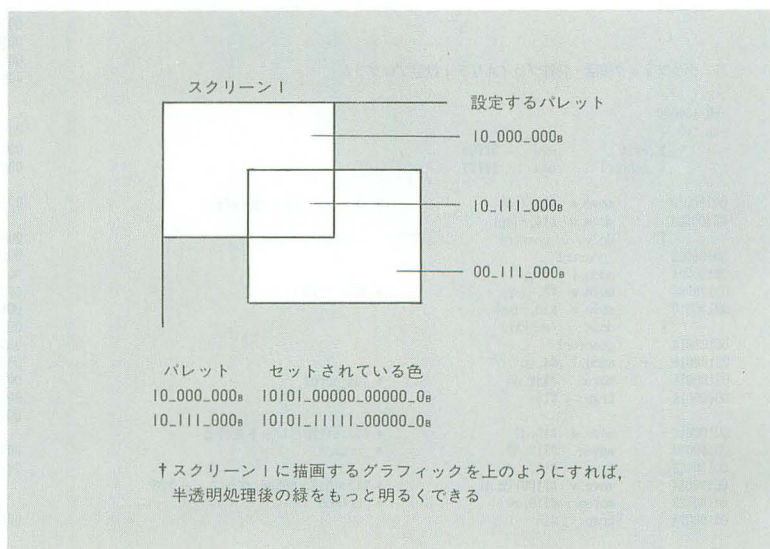 スクリーン1
設定するパレット
10_000_000B
10_111_000B
00_111_000B
パレット セットされている色
10_000_000B 10101_00000_00000_0B
10_111_000B 10101_11111_00000_0B
†スクリーン1に描画するグラフィックを上のようにすれば,
半透明処理後の緑をもっと明るくできる